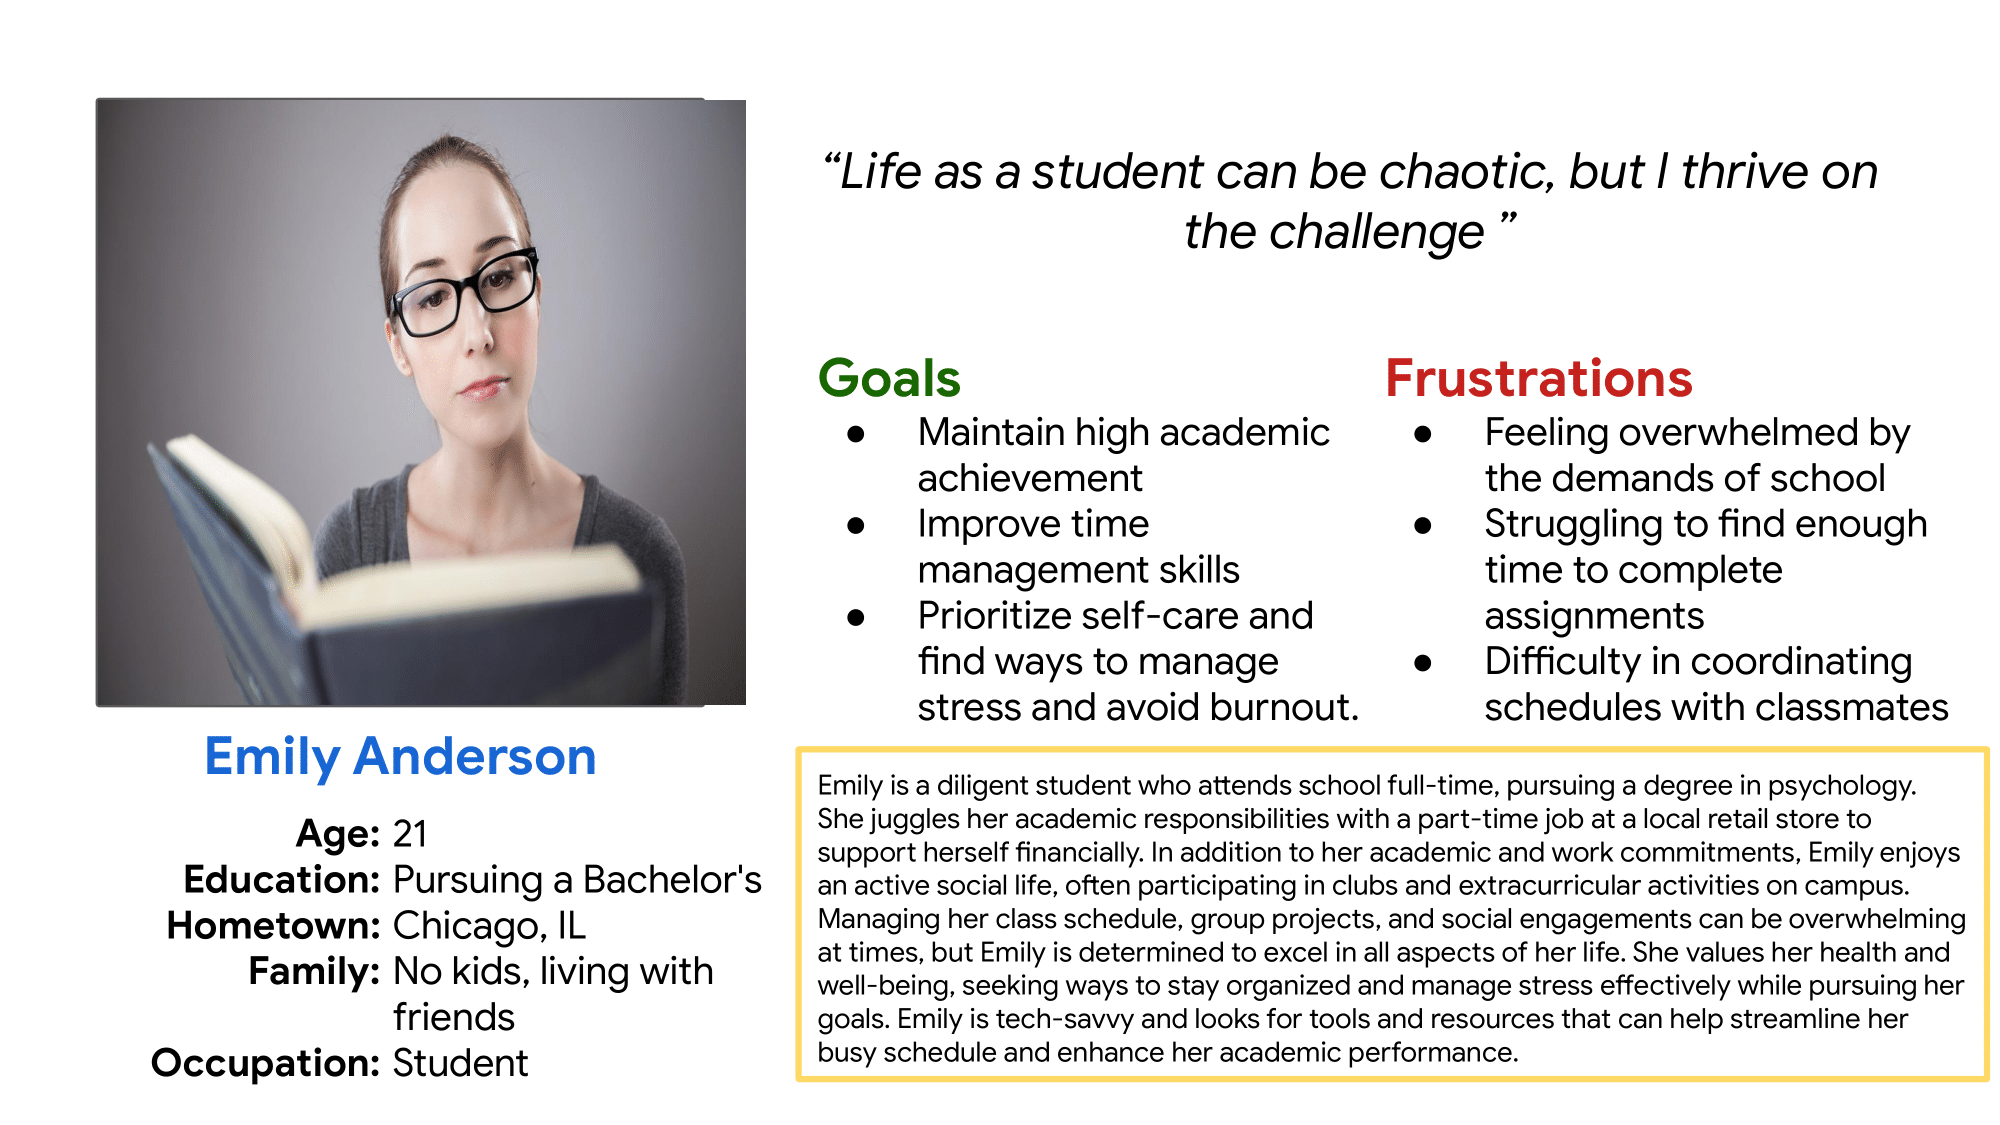 “Life as a student can be chaotic, but I thrive on
the challenge ”
Goals
● Maintain high academic
achievement
● Improve time
management skills
● Prioritize self-care and
find ways to manage
stress and avoid burnout.
Frustrations
● Feeling overwhelmed by
the demands of school
● Struggling to find enough
time to complete
assignments
● Difficulty in coordinating
schedules with classmates
Emily Anderson
Age: 21
Education: Pursuing a Bachelor's
Hometown: Chicago, IL
Family: No kids, living with
friends
Occupation: Student
Emily is a diligent student who attends school full-time, pursuing a degree in psychology.
She juggles her academic responsibilities with a part-time job at a local retail store to
support herself financially. In addition to her academic and work commitments, Emily enjoys
an active social life, often participating in clubs and extracurricular activities on campus.
Managing her class schedule, group projects, and social engagements can be overwhelming
at times, but Emily is determined to excel in all aspects of her life. She values her health and
well-being, seeking ways to stay organized and manage stress effectively while pursuing her
goals. Emily is tech-savvy and looks for tools and resources that can help streamline her
busy schedule and enhance her academic performance.